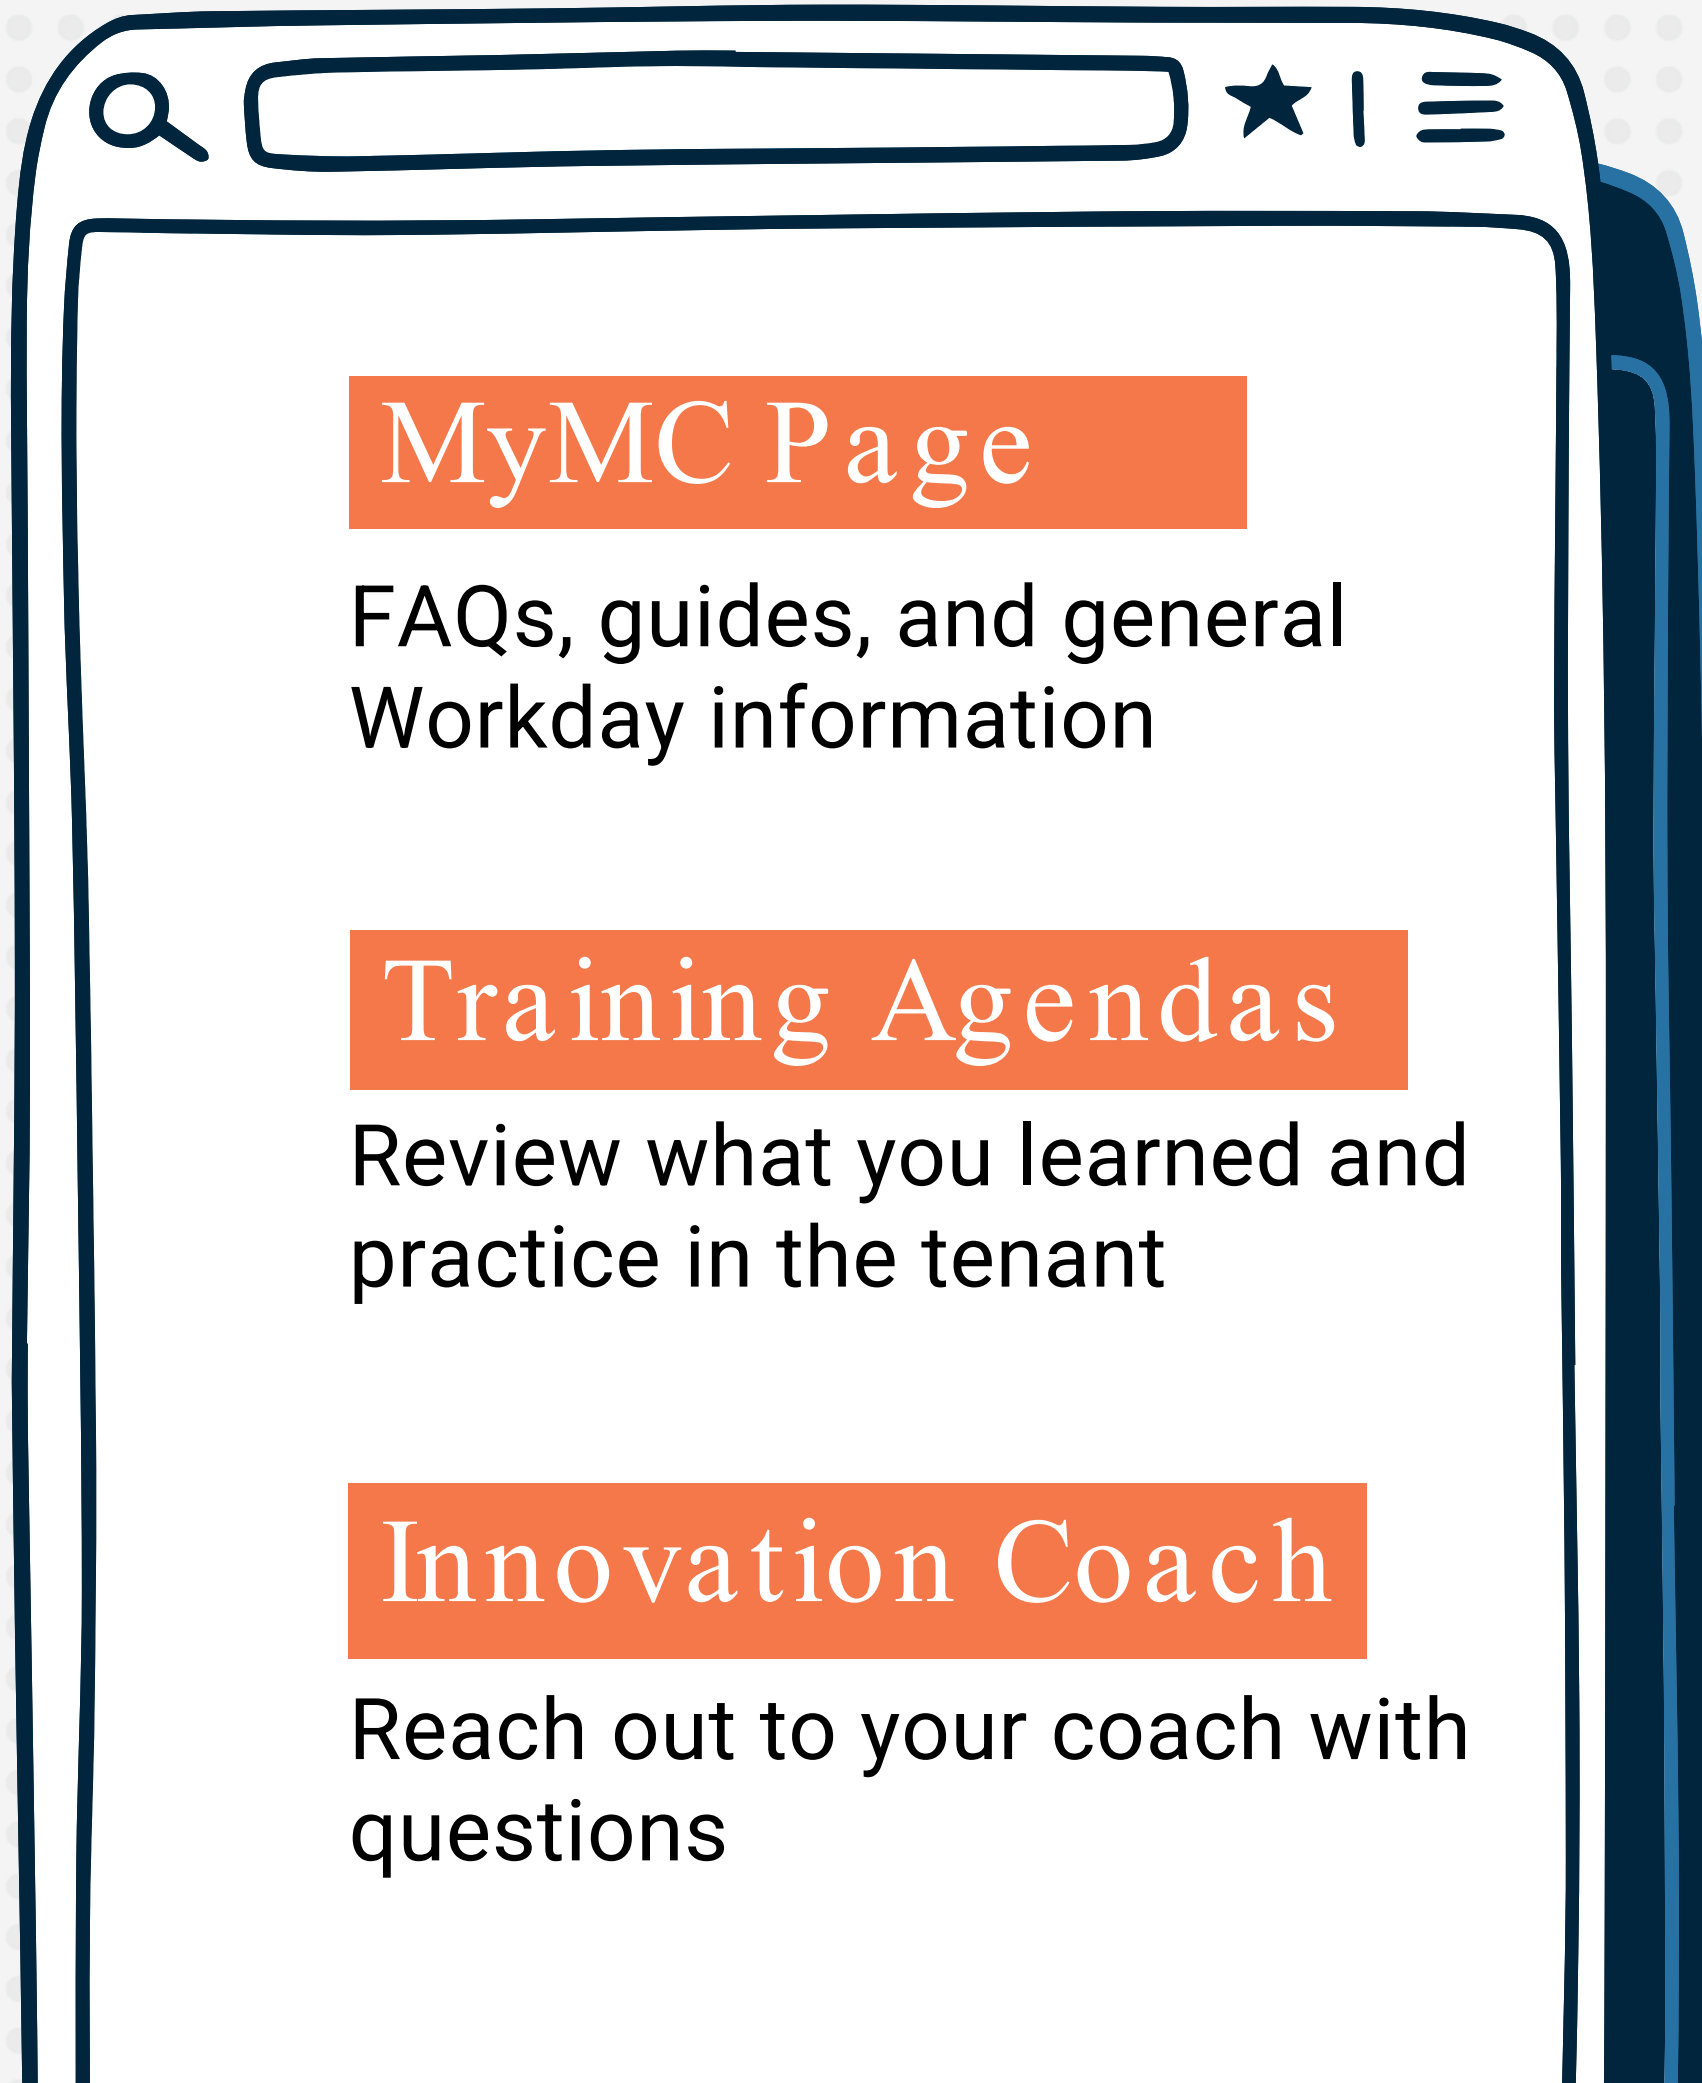 MyMC Page
FAQs, guides, and general
Workday information
Training Agendas
Review what you learned and
practice in the tenant
Innovation Coach
Reach out to your coach with
questions